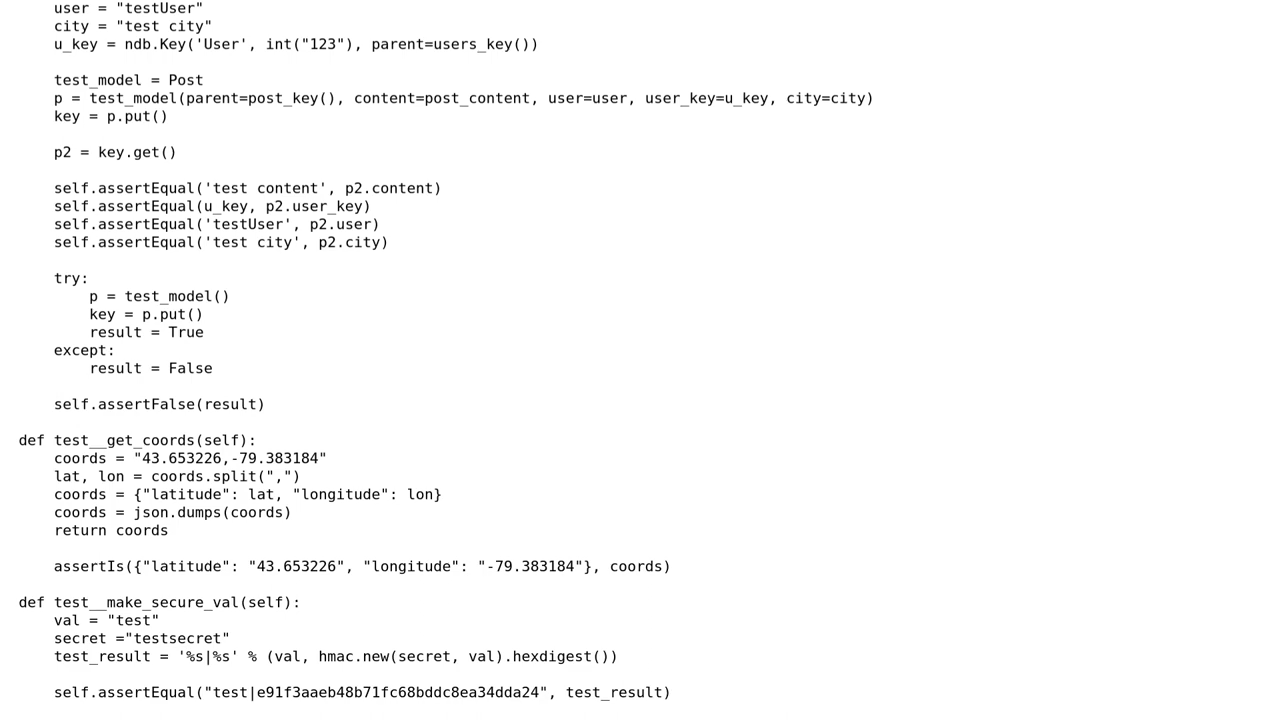 user = "testUser"
city = "test city"
u_key = ndb.Key('User', int("123"), parent=users_key())
test_model = Post
p = test_model(parent=post_key(), content=post_content, user=user, user_key=u_key, city=city)
key = p.put()
p2 = key.get()
self.assertEqual('test content', p2.content)
self.assertEqual(u_key, p2.user_key)
self.assertEqual('testUser', p2.user)
self.assertEqual('test city', p2.city)
try:
p = test_model()
key = p.put()
result = True
except:
result = False
self.assertFalse(result)
def test__get_coords(self):
coords = "43.653226,-79.383184"
lat, lon = coords.split(",")
coords = {"latitude": lat, "longitude": lon}
coords = json.dumps(coords)
return coords
assertIs({"latitude": "43.653226", "longitude": "-79.383184"}, coords)
def test__make_secure_val(self):
val = "test"
secret ="testsecret"
test_result = '%s|%s' % (val, hmac.new(secret, val).hexdigest())
self.assertEqual("test|e91f3aaeb48b71fc68bddc8ea34dda24", test_result)